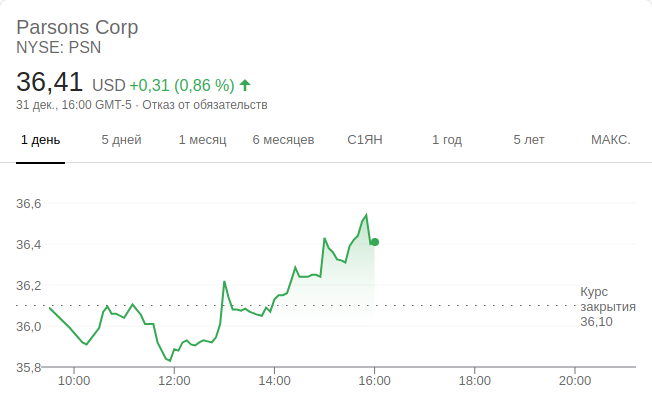 Parsons Corp
NYSE: PSN
36,41 USD +0,31 (0,86 %)
31 дек., 16:00 GMT-5 · Отказ от обязательств
1 день 5 дней 1 месяц 6 месяцев С1ЯН 1 год 5 лет МАКС.
36,6
36,4
36,2
36,0
35,8
Курс
закрытия
36,10
10:00 12:00 14:00 16:00 18:00 20:00